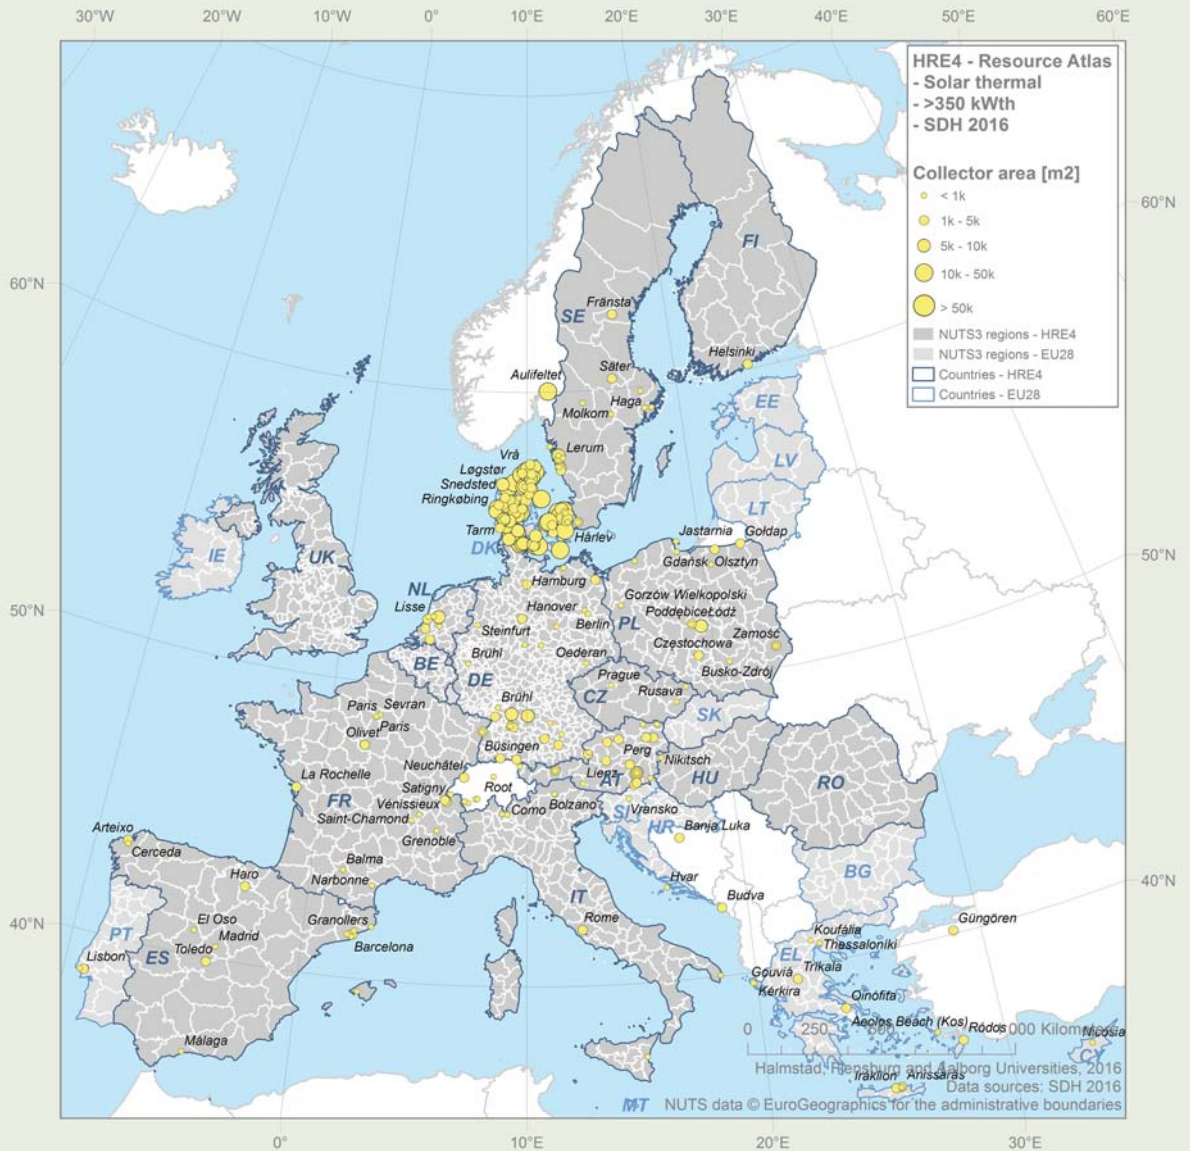 30°W 20°W 10°W 0° 10°E 20°E 30°E 40°E 50°E 60°E
HRE4 - Resource Atlas
- Solar thermal
- >350 kWth
- SDH 2016
Collector area [m2]
< 1k
1k - 5k
5k - 10k
10k - 50k
> 50k
NUTS3 regions - HRE4
NUTS3 regions - EU28
Countries - HRE4
Countries - EU28
60°N
60°N
FI
Fränsta
SE
Helsinki
Säter
Aulifeltet
Haga
EE
Molkom
Lerum
Vrå
LV
Løgstør
Snedsted
Ringkøbing
LT
Tarm
Hårlev
Jastarnia Gołdap
DK
50°N
IE
UK
Gdańsk Olsztyn
NL
Hamburg
Gorzów Wielkopolski
50°N
Lisse
Hanover
Poddębice Łódź
Berlin
PL
Steinfurt
Zamość
Częstochowa
Brühl
Oederan
BE
Busko-Zdrój
DE
Prague
CZ
Rusava
Brühl
Paris Sevran
SK
Paris
Olivet
Büsingen
Perg
Neuchâtel
Nikitsch
La Rochelle
Lienz
AT
HU
RO
Satigny
Root
FR
Vénissieux
Como
Bolzano
Vransko
Saint-Chamond
SI
Arteixo
HR
Banja Luka
Cerceda
Grenoble
Balma
BG
Haro
Narbonne
Hvar
40°N
IT
Budva
40°N
El Oso
Granollers
Rome
Güngören
PT
Madrid
Koufália
Toledo
Barcelona
Thessaloníki
Lisbon
ES
EL
Gouviá
Tríkala
Kérkira
Oinófita
Aeolos Beach (Kos)
Ródos
Málaga
0 250 500 000 Kilometers
Nicosia
CY
Halmstad, Flensburg and Aalborg Universities, 2016
Iráklion Anissaras
Data sources: SDH 2016
MT
NUTS data © EuroGeographics for the administrative boundaries
0° 10°E 20°E 30°E